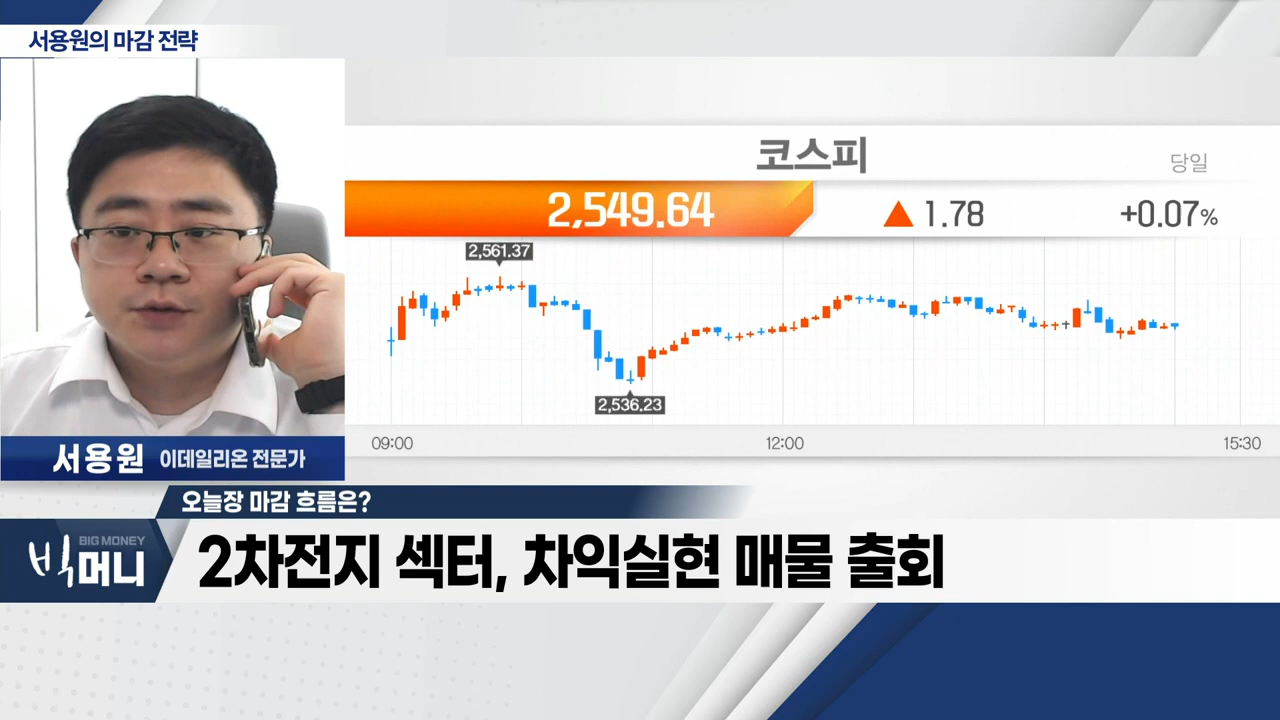 서용원의 마감 전략
코스피
당일
2,549.64 ▲ 1.78 +0.07%
2,561.37
2,536.23
09:00 12:00 15:30
서용원 이데일리온 전문가
오늘장 마감 흐름은?
BIG MONEY
빅머니
2차전지 섹터, 차익실현 매물 출회